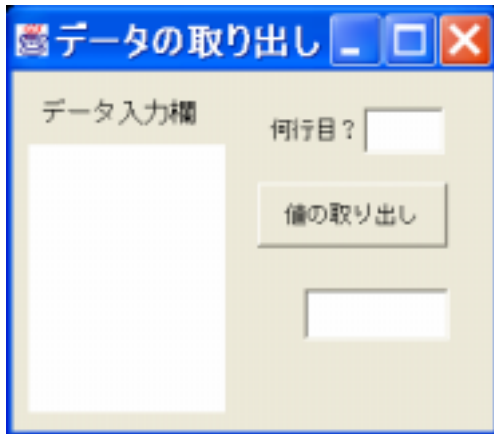 データの取り出し
データ入力欄
何行目？
値の取り出し